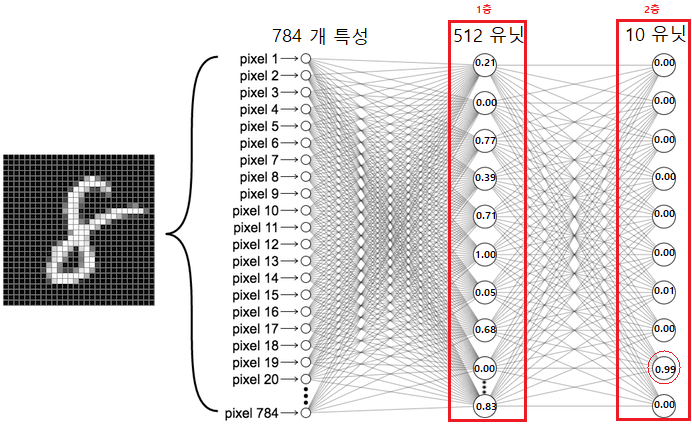 1층
2층
784 개 특성
512 유닛
10 유닛
pixel 1
pixel 2
pixel 3
pixel 4
pixel 5
pixel 6
pixel 7
pixel 8
pixel 9
pixel 10
pixel 11
pixel 12
pixel 13
pixel 14
pixel 15
pixel 16
pixel 17
pixel 18
pixel 19
pixel 20
pixel 784
0.21
0.00
0.77
0.39
0.71
1.00
0.05
0.68
0.00
0.83
0.00
0.00
0.00
0.00
0.00
0.00
0.01
0.00
0.99
0.00